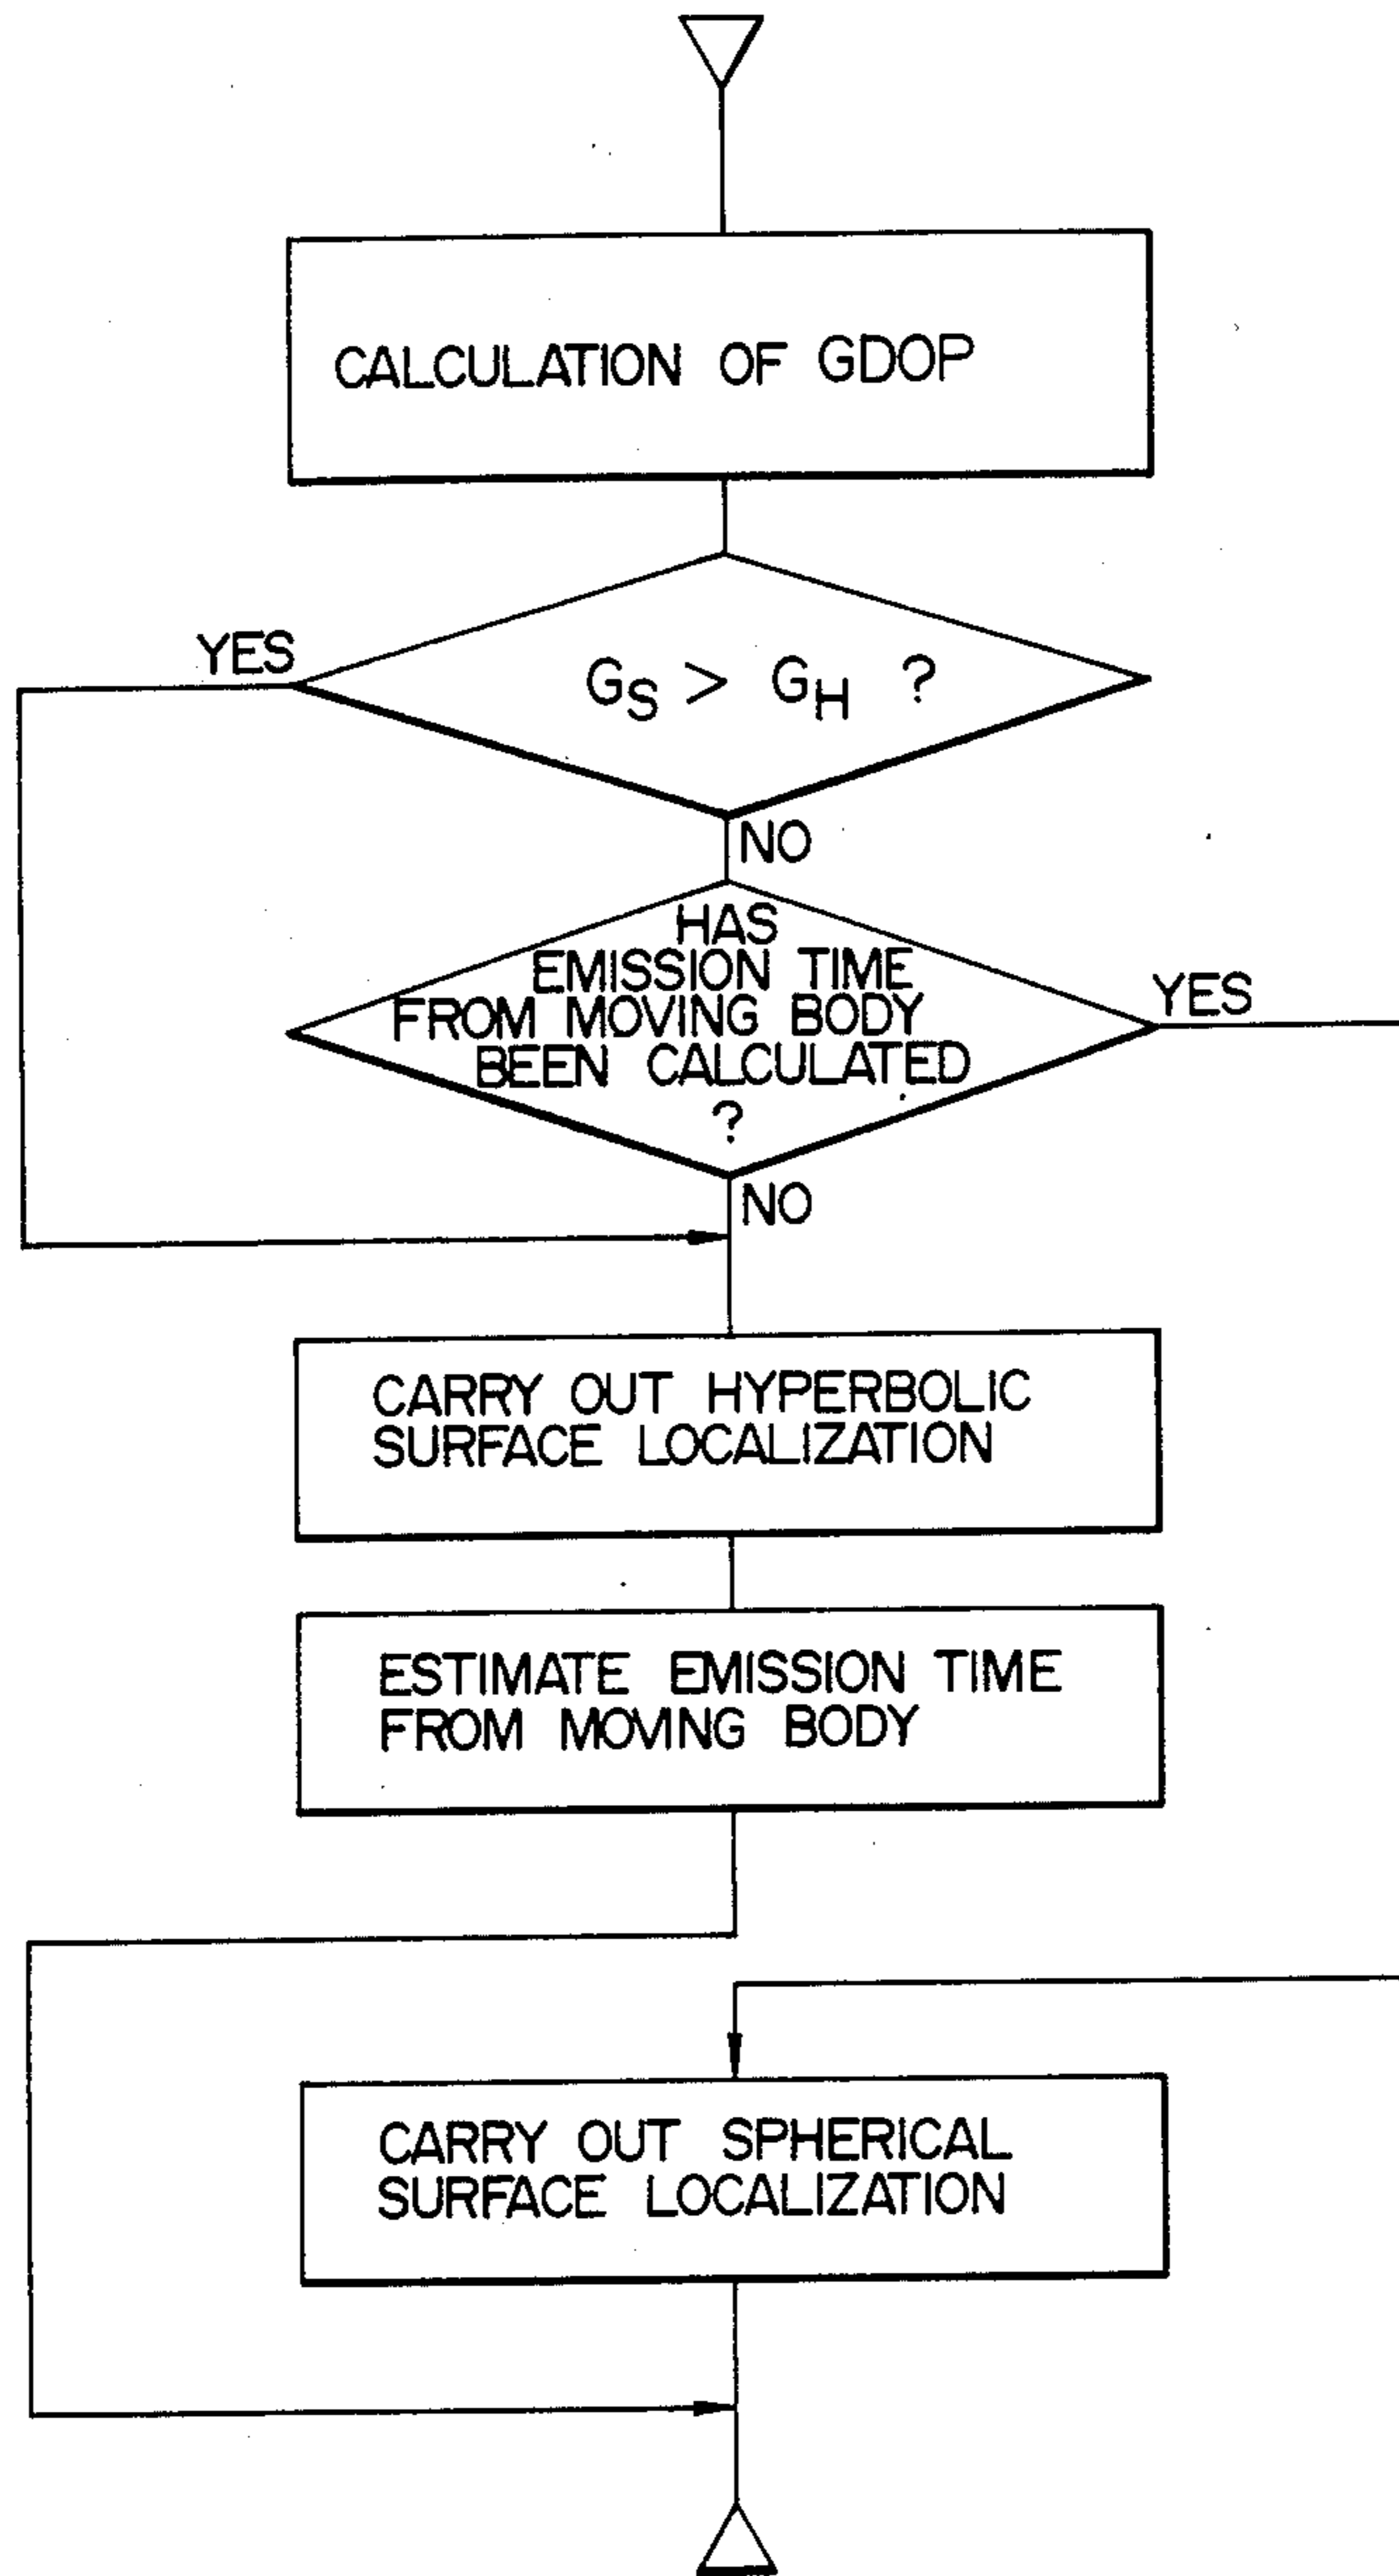 CALCULATION OF GDOP
YES
GS > GH ?
NO
HAS
EMISSION TIME
FROM MOVING BODY
BEEN CALCULATED
?
YES
NO
CARRY OUT HYPERBOLIC
SURFACE LOCALIZATION
ESTIMATE EMISSION TIME
FROM MOVING BODY
CARRY OUT SPHERICAL
SURFACE LOCALIZATION